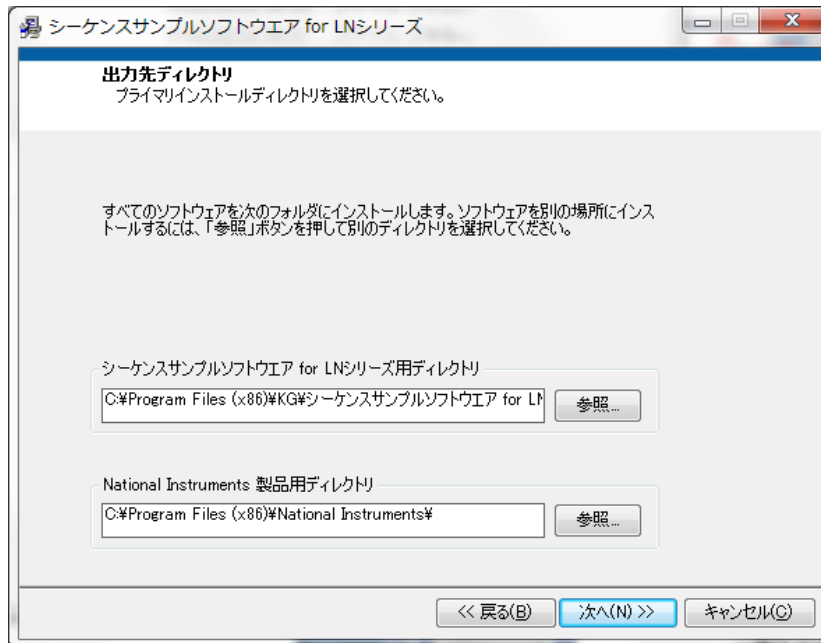 シーケンスサンプルソフトウエア for LNシリーズ
出力先ディレクトリ
プライマリインストールディレクトリを選択してください。
すべてのソフトウェアを次のフォルダにインストールします。ソフトウェアを別の場所にインス
トールするには、「参照」ボタンを押して別のディレクトリを選択してください。
シーケンスサンプルソフトウエア for LNシリーズ用ディレクトリ
C:¥Program Files (x86)¥KG¥シーケンスサンプルソフトウエア for LN
参照...
National Instruments 製品用ディレクトリ
C:¥Program Files (x86)¥National Instruments¥
参照...
<< 戻る(B)
次へ(N) >>
キャンセル(C)